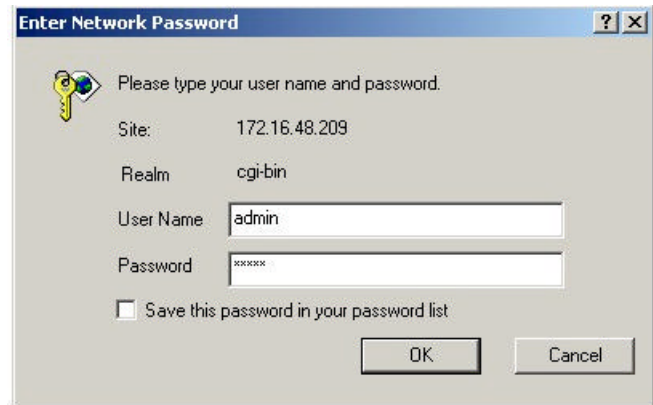 Enter Network Password
Please type your user name and password.
Site: 172.16.48.209
Realm cgi-bin
User Name admin
Password *****
Save this password in your password list
OK Cancel